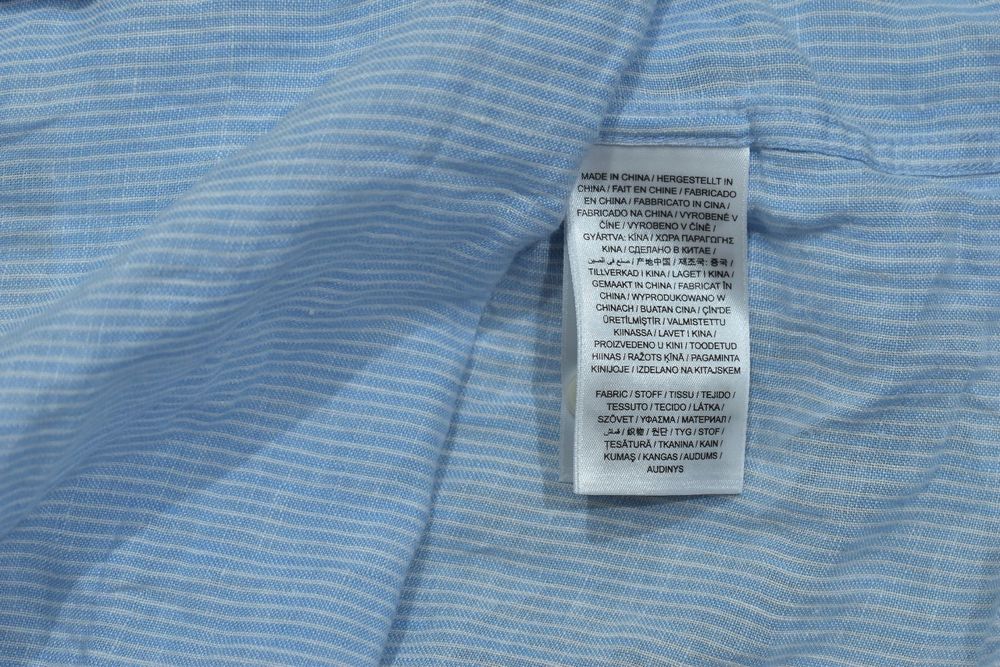 MADE IN CHINA / HERGESTELLT IN
CHINA / FAIT EN CHINE / FABRICADO
EN CHINA / FABBRICATO IN CINA /
FABRICADO NA CHINA / VYROBENÉ V
ČÍNE / VYROBENO V ČÍNĚ /
GYÁRTVA: KÍNA / ΧΩΡΑ ΠΑΡΑΓΩΓΗΣ
ΚΙΝΑ / СДЕЛАНО В КИТАЕ /
صنع في الصين / 产地中国 / 제조국: 중국 /
TILLVERKAD I KINA / LAGET I KINA /
GEMAAKT IN CHINA / FABRICAT ÎN
CHINA / WYPRODUKOWANO W
CHINACH / BUATAN CINA / ÇİN'DE
ÜRETİLMİŞTİR / VALMISTETTU
KIINASSA / LAVET I KINA /
PROIZVEDENO U KINI / TOODETUD
HIINAS / RAŽOTS ĶĪNĀ / PAGAMINTA
KINIJOJE / IZDELANO NA KITAJSKEM
FABRIC / STOFF / TISSU / TEJIDO /
TESSUTO / TECIDO / LÁTKA /
SZÖVET / ΥΦΑΣΜΑ / МАТЕРИАЛ /
قماش / 织物 / 원단 / TYG / STOF /
ȚESĂTURĂ / TKANINA / KAIN /
KUMAŞ / KANGAS / AUDUMS /
AUDINYS